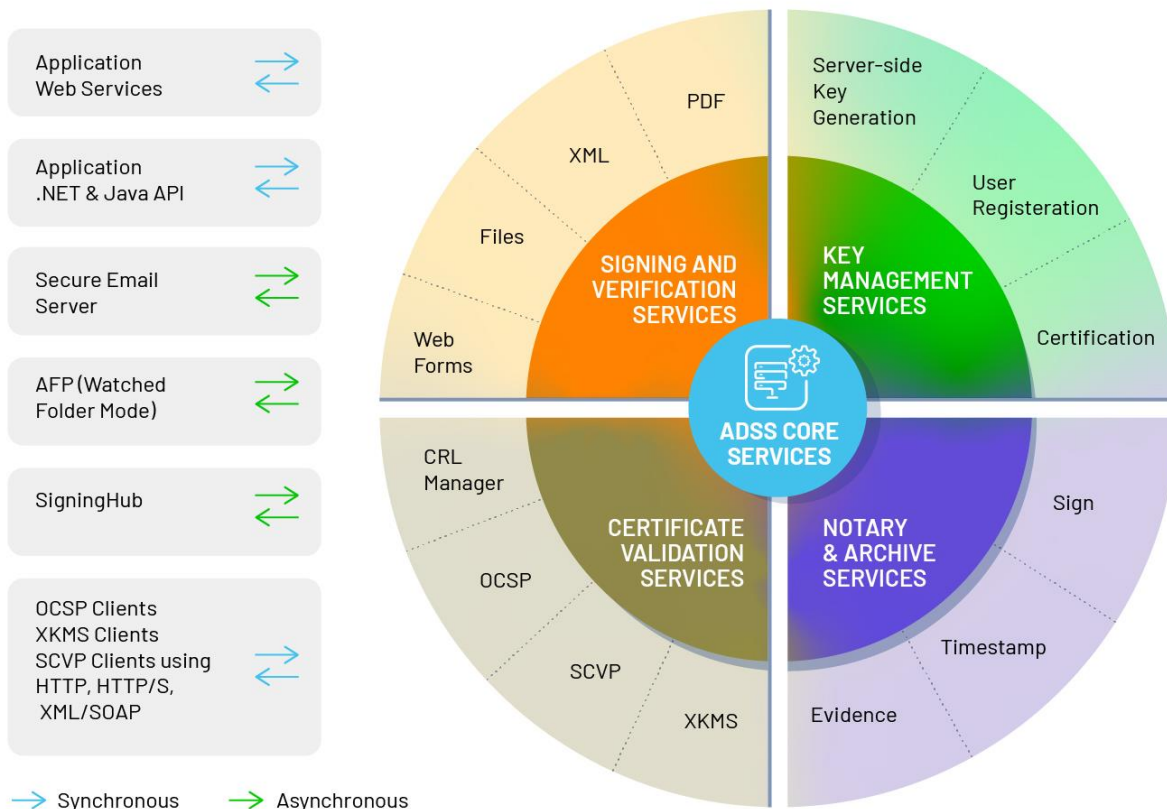 Application
Web Services
Application
.NET & Java API
Secure Email
Server
AFP (Watched
Folder Mode)
SigningHub
OCSP Clients
XKMS Clients
SCVP Clients using
HTTP, HTTP/S,
XML/SOAP
Synchronous
Asynchronous
PDF
XML
Files
Web
Forms
SIGNING AND
VERIFICATION
SERVICES
Server-side
Key
Generation
User
Registeration
Certification
KEY
MANAGEMENT
SERVICES
ADSS CORE
SERVICES
CRL
Manager
OCSP
SCVP
XKMS
CERTIFICATE
VALIDATION
SERVICES
NOTARY
& ARCHIVE
SERVICES
Sign
Timestamp
Evidence